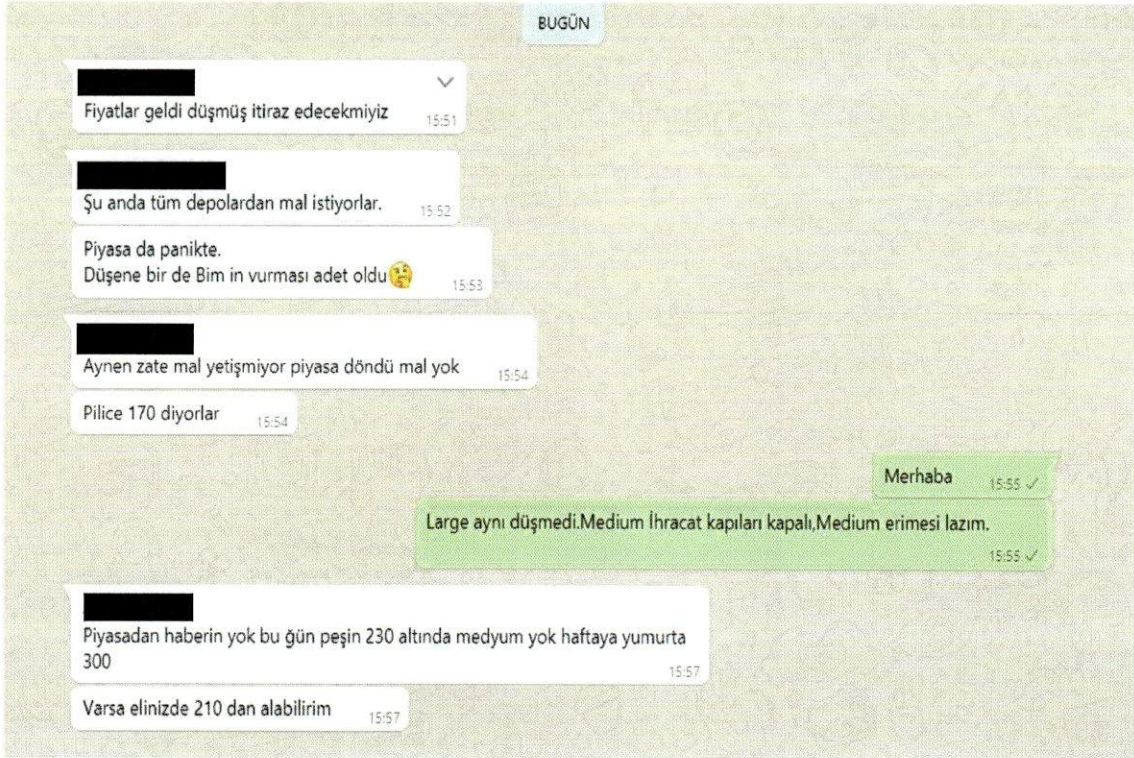 BUGÜN
Fiyatlar geldi düşmüş itiraz edecekmiyiz 15:51
Şu anda tüm depolardan mal istiyorlar. 15:52
Piyasa da panikte.
Düşene bir de Bim in vurması adet oldu🤔 15:53
Aynen zate mal yetişmiyor piyasa döndü mal yok 15:54
Pilice 170 diyorlar 15:54
Merhaba 15:55
Large aynı düşmedi.Medium İhracat kapıları kapalı,Medium erimesi lazım.
15:55
Piyasadan haberin yok bu ğün peşin 230 altında medyum yok haftaya yumurta
300 15:57
Varsa elinizde 210 dan alabilirim 15:57